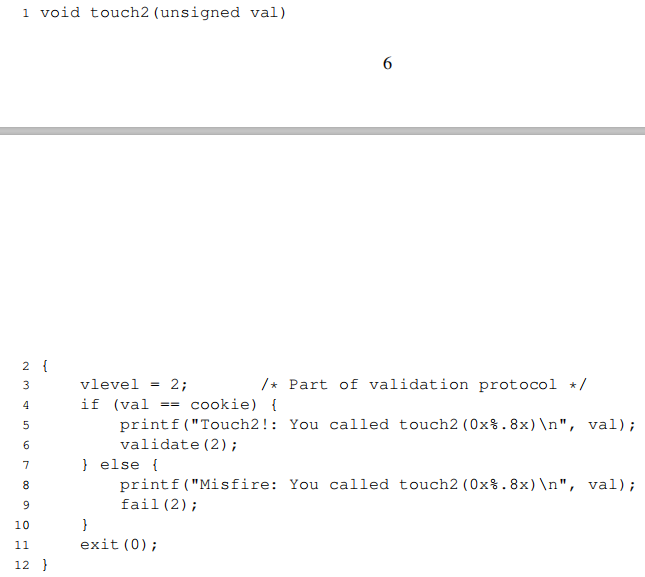 1 void touch2(unsigned val)
6
2 {
3     vlevel = 2;       /* Part of validation protocol */
4     if (val == cookie) {
5         printf("Touch2!: You called touch2(0x%.8x)\n", val);
6         validate(2);
7     } else {
8         printf("Misfire: You called touch2(0x%.8x)\n", val);
9         fail(2);
10     }
11     exit(0);
12 }